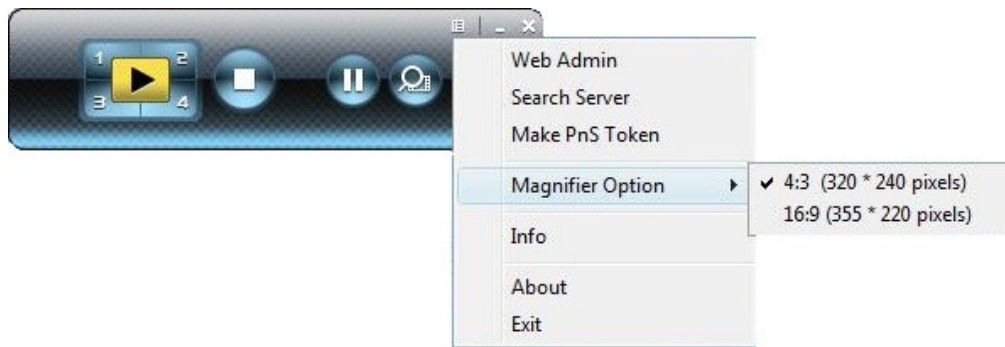 1 2
3 4
Web Admin
Search Server
Make PnS Token
Magnifier Option
4:3 (320 * 240 pixels)
16:9 (355 * 220 pixels)
Info
About
Exit